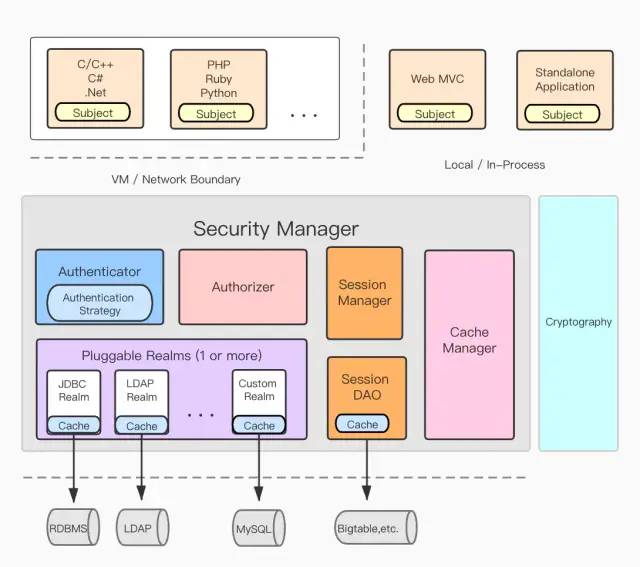 C/C++
C#
.Net
Subject
PHP
Ruby
Python
Subject
. . .
Web MVC
Subject
Standalone
Application
Subject
VM / Network Boundary
Local / In-Process
Security Manager
Authenticator
Authentication
Strategy
Authorizer
Session
Manager
Cache
Manager
Cryptography
Pluggable Realms (1 or more)
JDBC
Realm
Cache
LDAP
Realm
Cache
. . .
Custom
Realm
Cache
Session
DAO
Cache
RDBMS
LDAP
MySQL
Bigtable,etc.